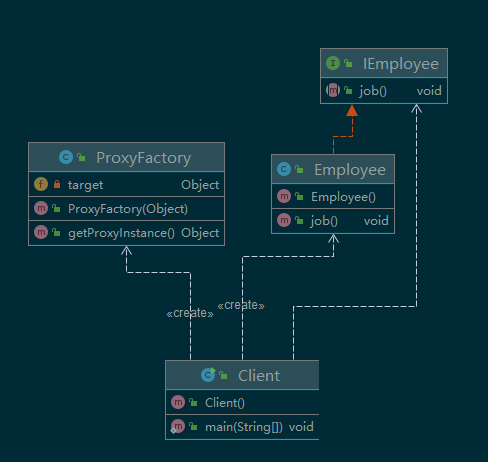 IEmployee
job() void
ProxyFactory
target Object
ProxyFactory(Object)
getProxyInstance() Object
Employee
Employee()
job() void
«create»
«create»
Client
Client()
main(String[]) void